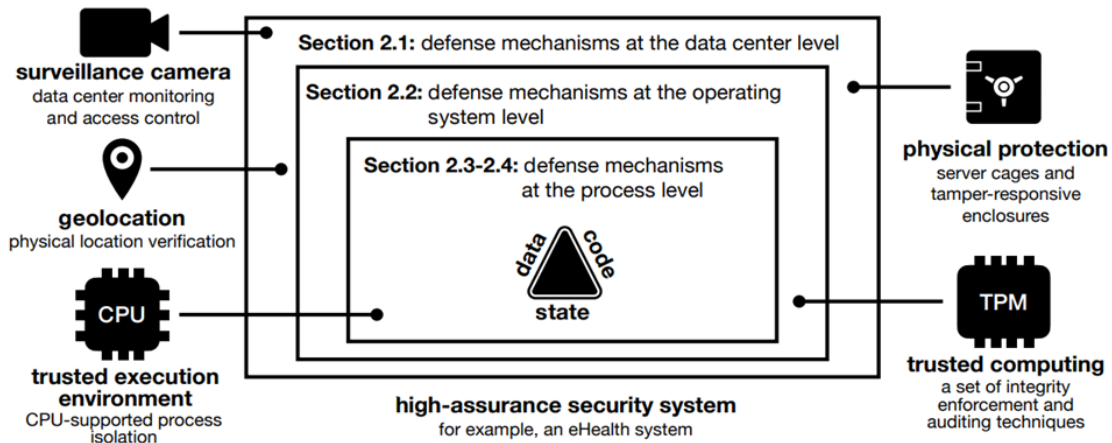 Section 2.1: defense mechanisms at the data center level
surveillance camera
data center monitoring
and access control
Section 2.2: defense mechanisms at the operating
system level
physical protection
server cages and
tamper-responsive
enclosures
Section 2.3-2.4: defense mechanisms
at the process level
geolocation
physical location verification
data
code
state
CPU
trusted execution
environment
CPU-supported process
isolation
TPM
trusted computing
a set of integrity
enforcement and
auditing techniques
high-assurance security system
for example, an eHealth system